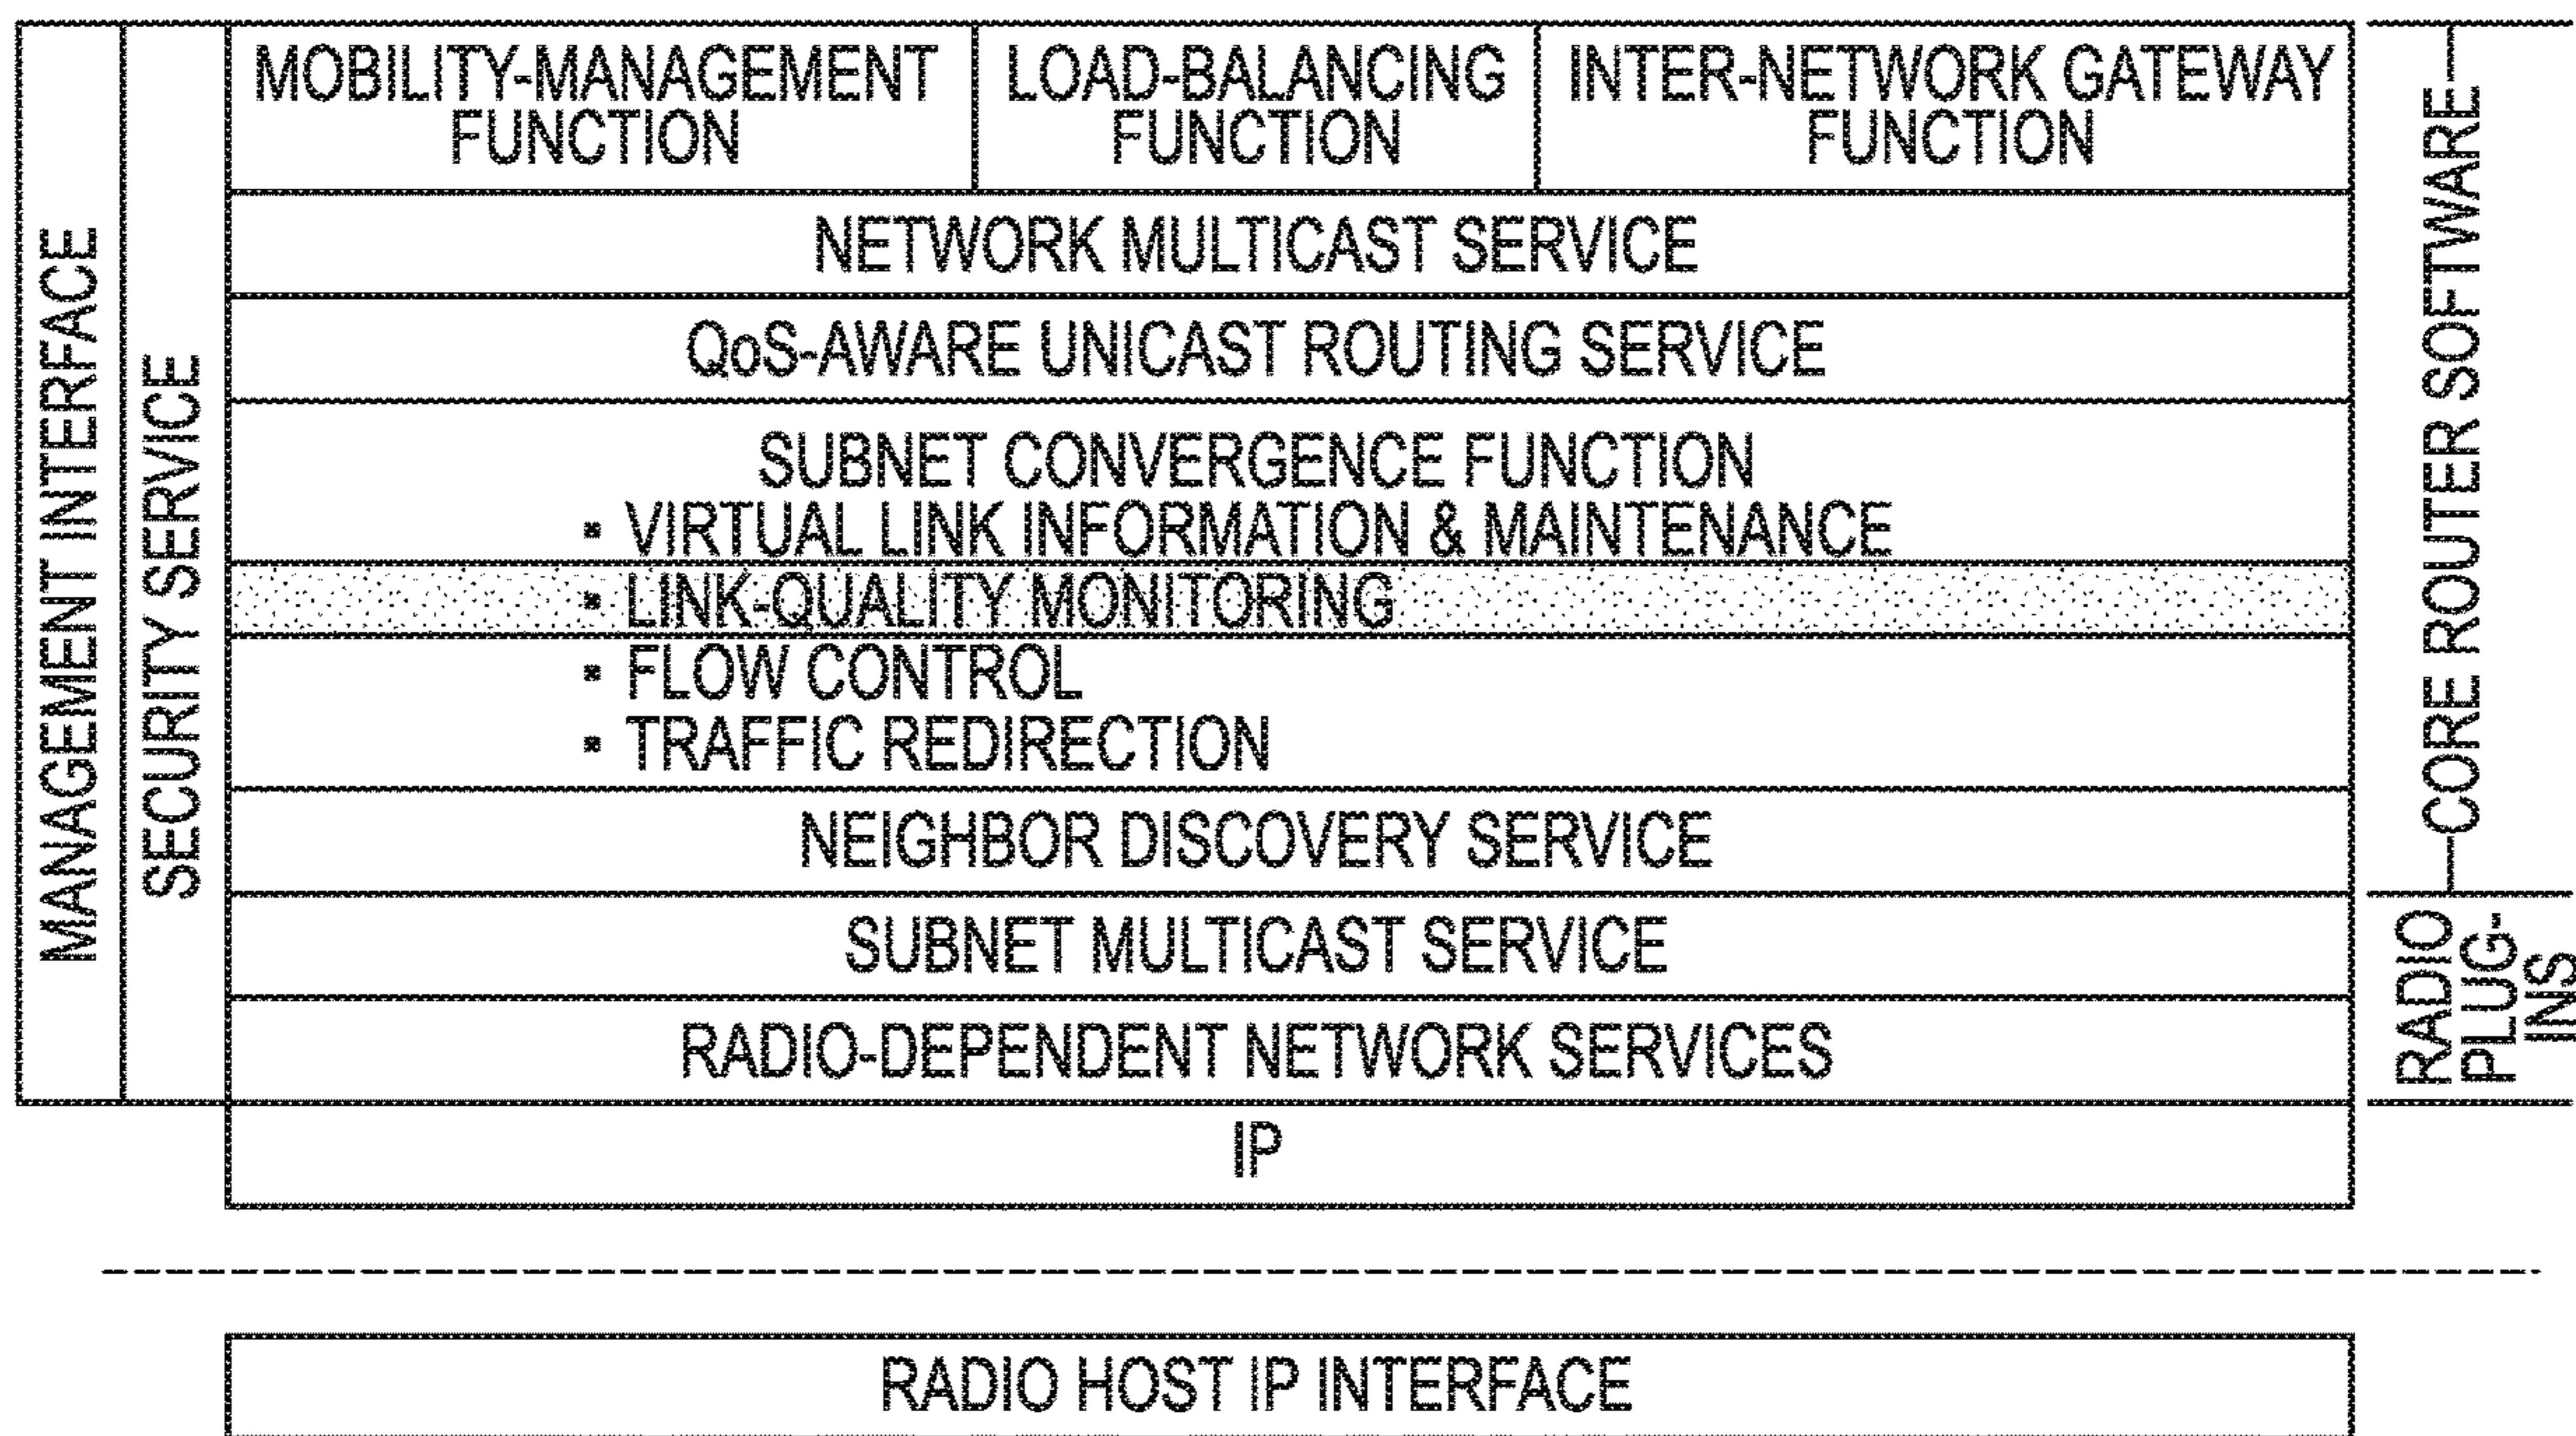 MANAGEMENT INTERFACE
SECURITY SERVICE
MOBILITY-MANAGEMENT
FUNCTION
LOAD-BALANCING
FUNCTION
INTER-NETWORK GATEWAY
FUNCTION
NETWORK MULTICAST SERVICE
QoS-AWARE UNICAST ROUTING SERVICE
SUBNET CONVERGENCE FUNCTION
▪ VIRTUAL LINK INFORMATION & MAINTENANCE
▪ LINK-QUALITY MONITORING
▪ FLOW CONTROL
▪ TRAFFIC REDIRECTION
NEIGHBOR DISCOVERY SERVICE
SUBNET MULTICAST SERVICE
RADIO-DEPENDENT NETWORK SERVICES
IP
CORE ROUTER SOFTWARE
RADIO
PLUG-
INS
RADIO HOST IP INTERFACE